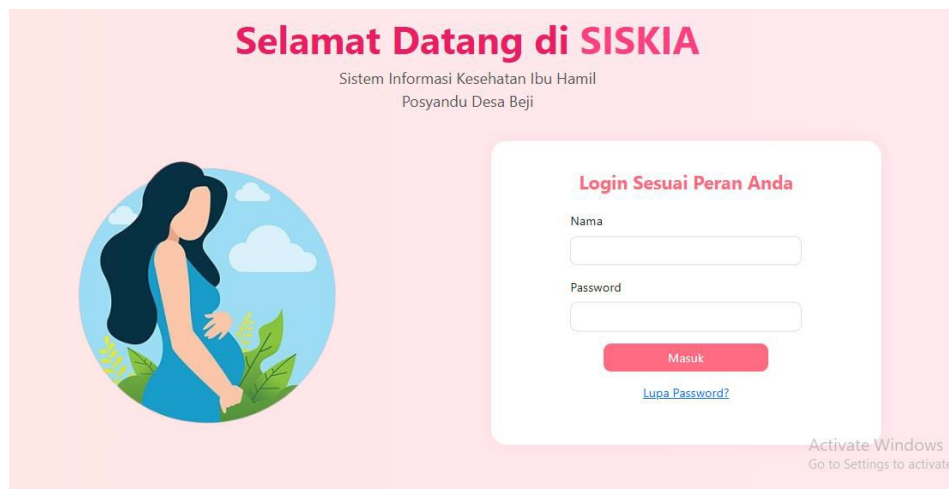 Selamat Datang di SISKIA
Sistem Informasi Kesehatan Ibu Hamil
Posyandu Desa Beji
Login Sesuai Peran Anda
Nama
Password
Masuk
Lupa Password?
Activate Windows
Go to Settings to activate